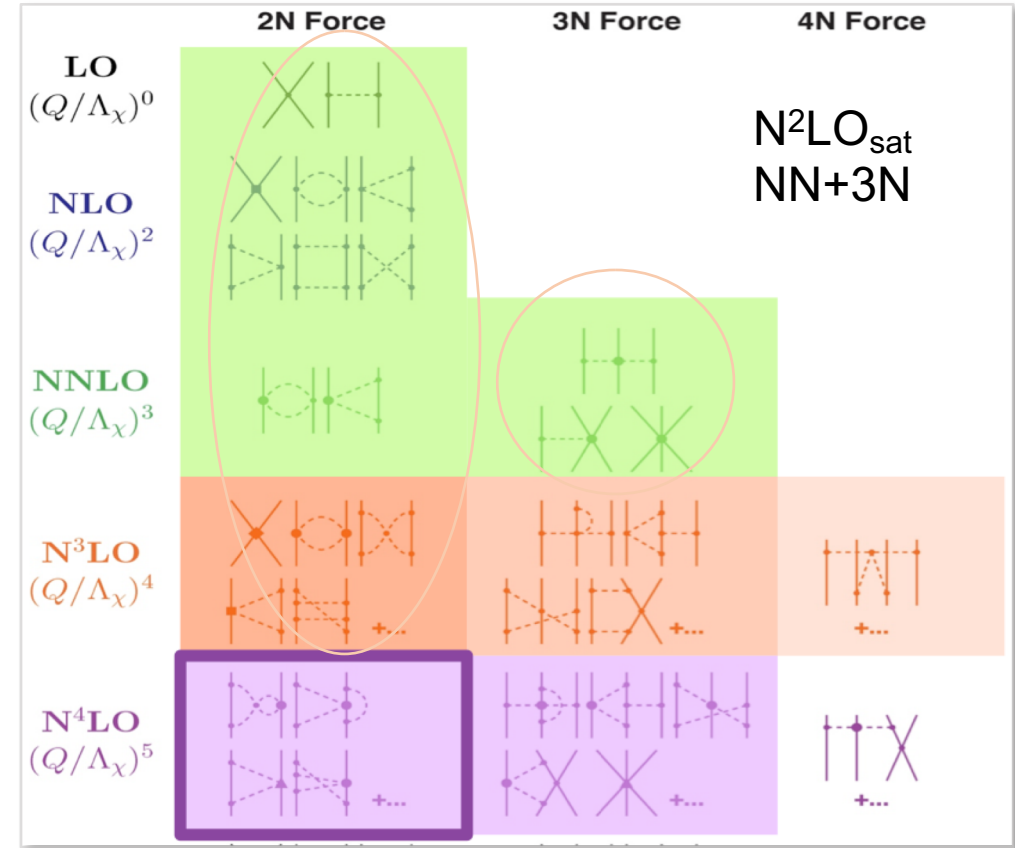 2N Force 3N Force 4N Force
LO
(Q/Λχ)⁰
N²LOsat
NN+3N
NLO
(Q/Λχ)²
NNLO
(Q/Λχ)³
N³LO
(Q/Λχ)⁴
+... +... +...
N⁴LO
(Q/Λχ)⁵
+... +... +...